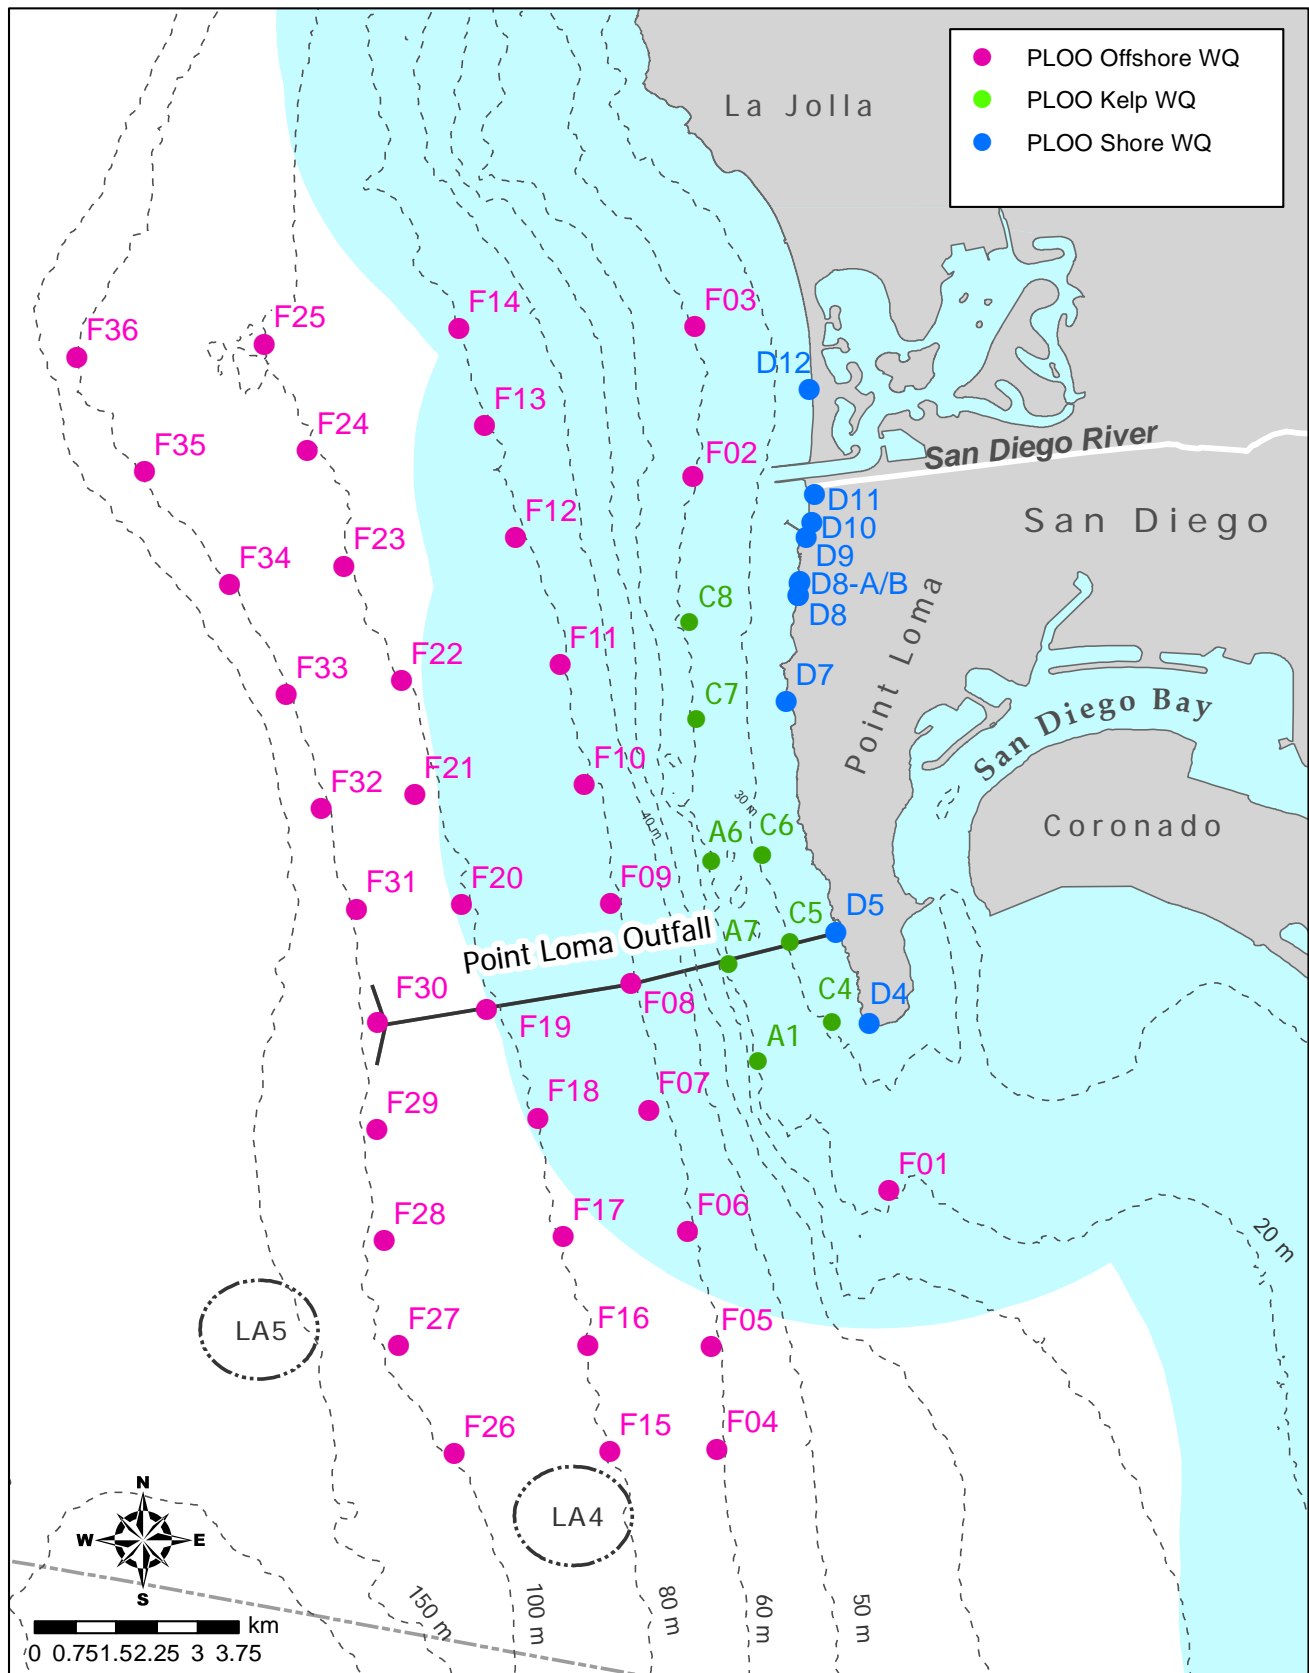 PLOO Offshore WQ
PLOO Kelp WQ
PLOO Shore WQ
La Jolla
F14
F03
F25
F36
D12
F13
F24
F35
F02
San Diego River
D11
San Diego
F12
D10
F23
D9
F34
D8-A/B
C8
D8
Point Loma
F11
F22
F33
D7
C7
San Diego Bay
F10
F21
F32
30 m
40 m
Coronado
A6
C6
F20
F09
F31
D5
C5
Point Loma Outfall
A7
F30
F08
C4
D4
F19
A1
F07
F18
F29
F01
F17
F06
F28
20 m
LA5
F27
F16
F05
F26
F15
F04
N
W E
S
LA4
150 m
100 m
80 m
60 m
50 m
km
0 0.75 1.5 2.25 3 3.75